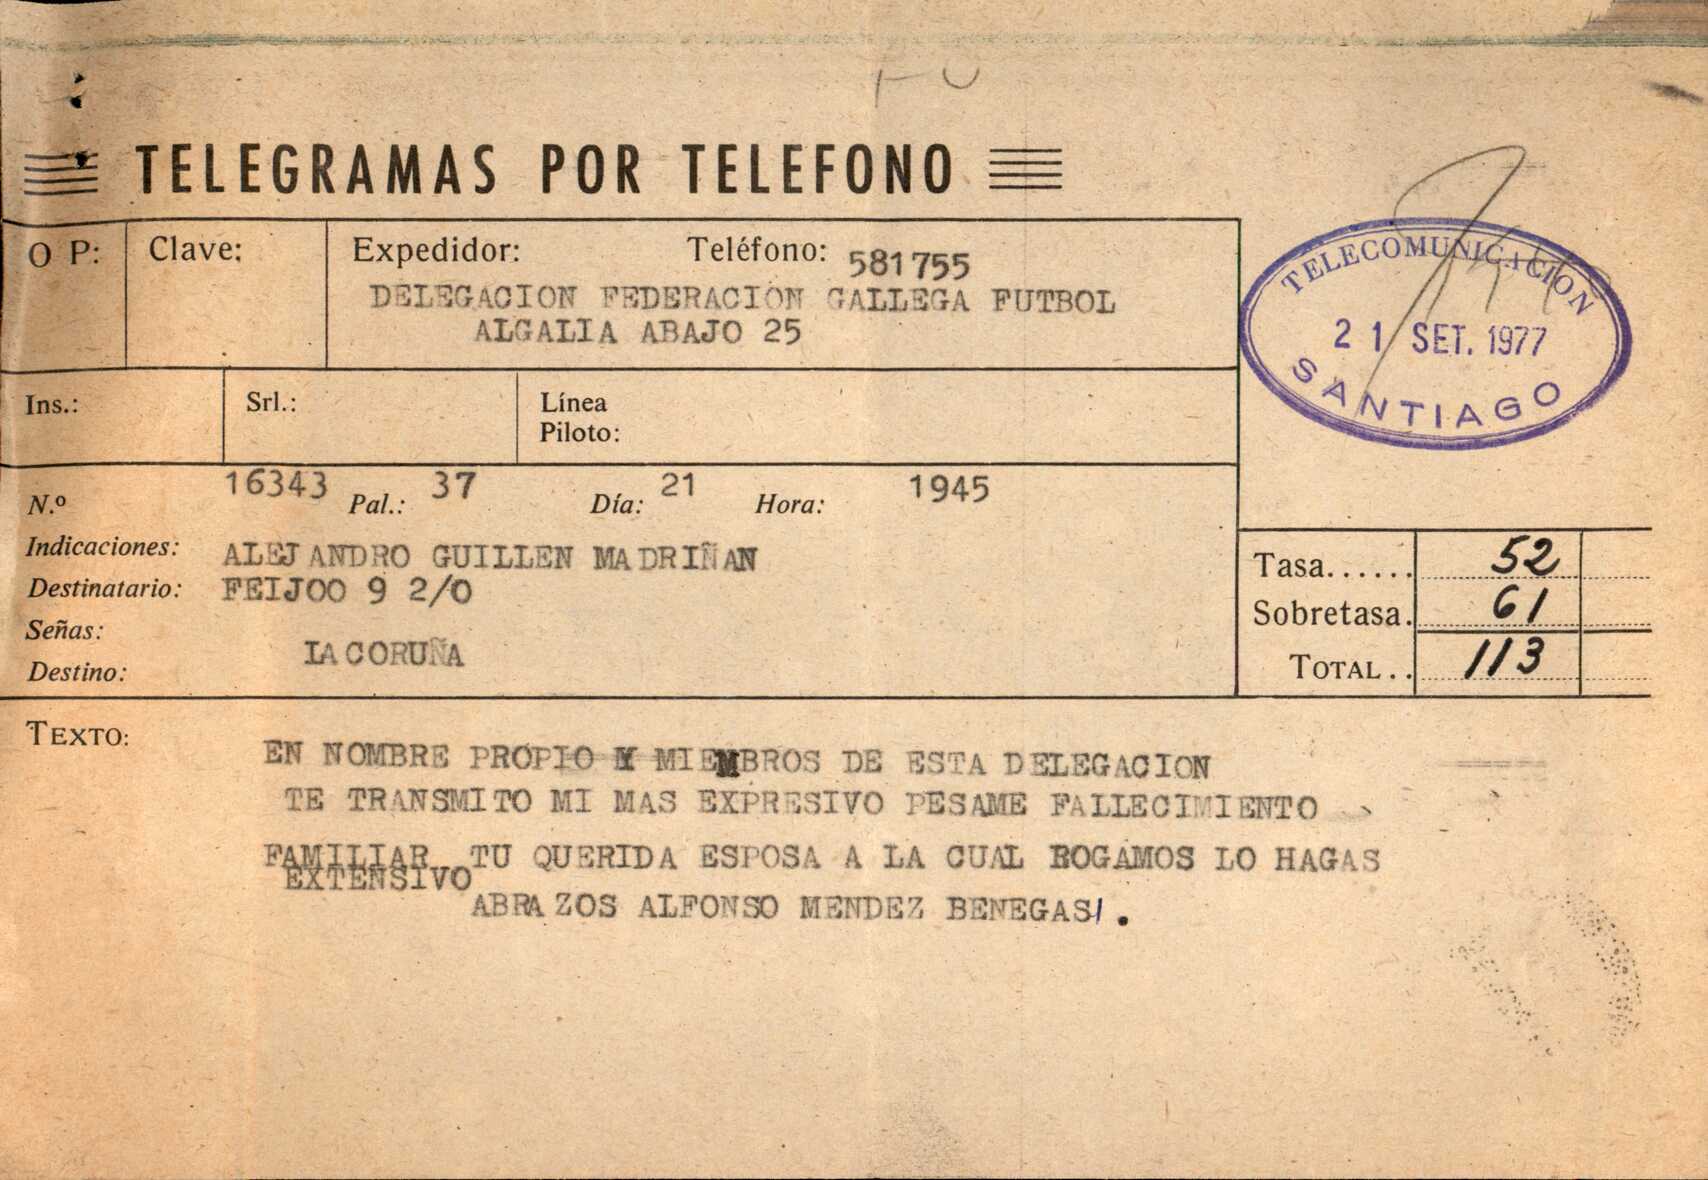 TELEGRAMAS POR TELEFONO
O P: Clave: Expedidor: Teléfono: 581755
DELEGACION FEDERACION GALLEGA FUTBOL
ALGALIA ABAJO 25
TELECOMUNICACION
21 SET. 1977
SANTIAGO
Ins.: Srl.: Línea
Piloto:
N.º 16343 Pal.: 37 Día: 21 Hora: 1945
Indicaciones: ALEJANDRO GUILLEN MADRIÑAN
Destinatario: FEIJOO 9 2/0
Señas:
Destino: LA CORUÑA
Tasa...... 52
Sobretasa. 61
TOTAL.. 113
TEXTO:
EN NOMBRE PROPIO Y MIEMBROS DE ESTA DELEGACION
TE TRANSMITO MI MAS EXPRESIVO PESAME FALLECIMIENTO
FAMILIAR TU QUERIDA ESPOSA A LA CUAL ROGAMOS LO HAGAS
EXTENSIVO
ABRAZOS ALFONSO MENDEZ BENEGAS.